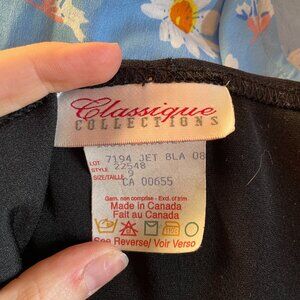 Classique
COLLECTIONS
LOT 7194 JET BLA 08
STYLE 22548
SIZE/TAILLE 9
CA 00655
Garn. non comprise - Excl. of trim
Made in Canada
Fait au Canada
See Reverse/ Voir Verso